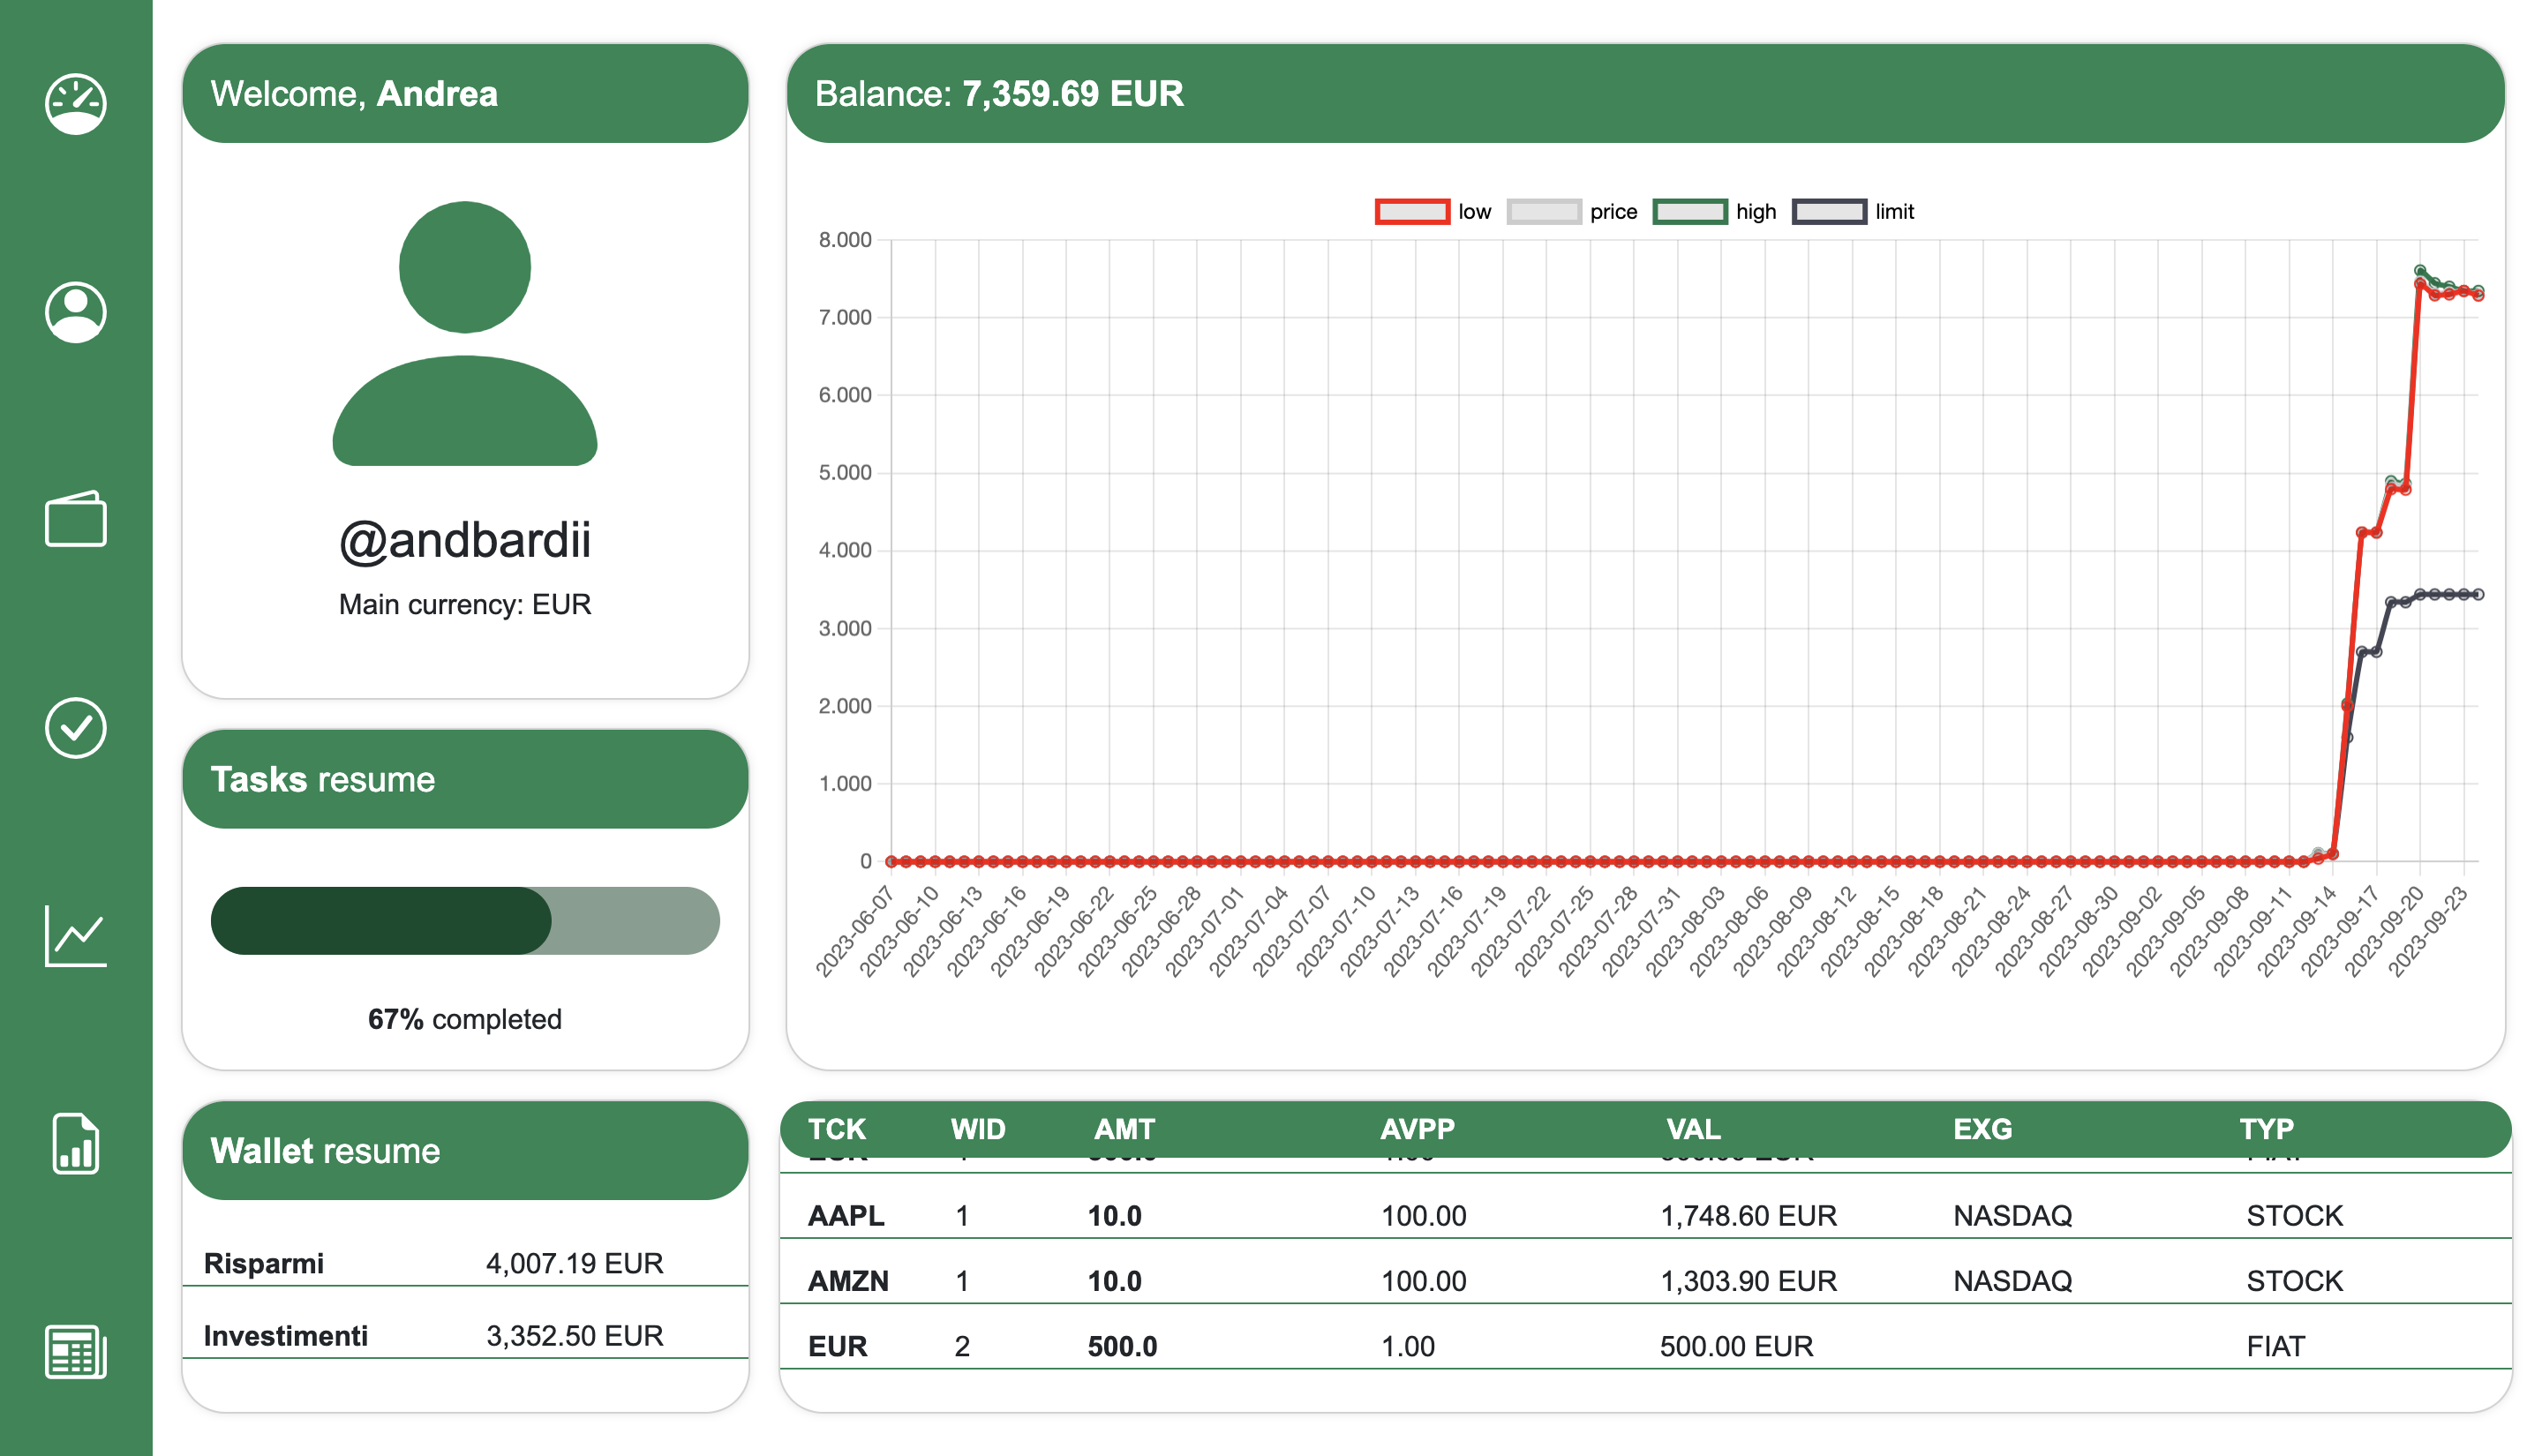 Welcome, Andrea
@andbardii
Main currency: EUR
Tasks resume
67% completed
Wallet resume
Risparmi 4,007.19 EUR
Investimenti 3,352.50 EUR
Balance: 7,359.69 EUR
low price high limit
8.000
7.000
6.000
5.000
4.000
3.000
2.000
1.000
0
2023-06-07 2023-06-10 2023-06-13 2023-06-16 2023-06-19 2023-06-22 2023-06-25 2023-06-28 2023-07-01 2023-07-04 2023-07-07 2023-07-10 2023-07-13 2023-07-16 2023-07-19 2023-07-22 2023-07-25 2023-07-28 2023-07-31 2023-08-03 2023-08-06 2023-08-09 2023-08-12 2023-08-15 2023-08-18 2023-08-21 2023-08-24 2023-08-27 2023-08-30 2023-09-02 2023-09-05 2023-09-08 2023-09-11 2023-09-14 2023-09-17 2023-09-20 2023-09-23
TCK WID AMT AVPP VAL EXG TYP
AAPL 1 10.0 100.00 1,748.60 EUR NASDAQ STOCK
AMZN 1 10.0 100.00 1,303.90 EUR NASDAQ STOCK
EUR 2 500.0 1.00 500.00 EUR FIAT